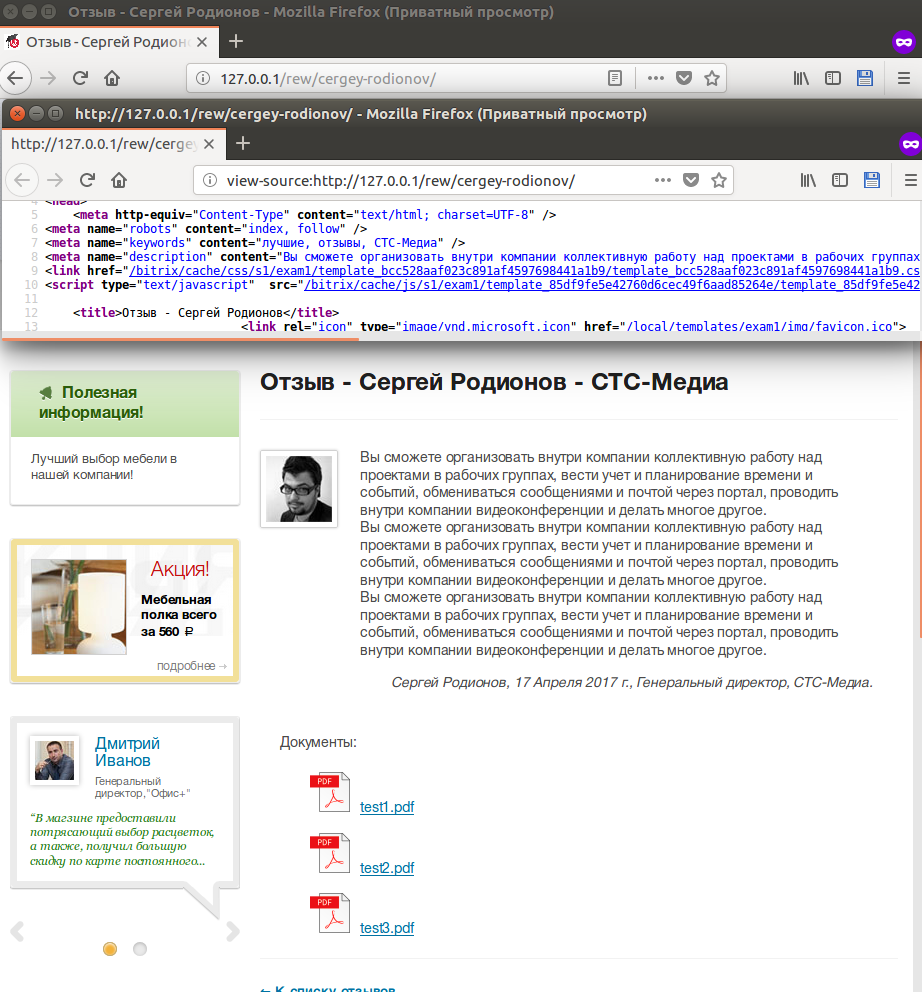 Отзыв - Сергей Родионов - Mozilla Firefox (Приватный просмотр)
Отзыв - Сергей Родионо
127.0.0.1/rew/cergey-rodionov/
http://127.0.0.1/rew/cergey-rodionov/ - Mozilla Firefox (Приватный просмотр)
http://127.0.0.1/rew/cergey
view-source:http://127.0.0.1/rew/cergey-rodionov/
4 <head>
5 <meta http-equiv="Content-Type" content="text/html; charset=UTF-8" />
6 <meta name="robots" content="index, follow" />
7 <meta name="keywords" content="лучшие, отзывы, СТС-Медиа" />
8 <meta name="description" content="Вы сможете организовать внутри компании коллективную работу над проектами в рабочих группах
9 <link href="/bitrix/cache/css/s1/exam1/template_bcc528aaf023c891af4597698441a1b9/template_bcc528aaf023c891af4597698441a1b9.cs
10 <script type="text/javascript"  src="/bitrix/cache/js/s1/exam1/template_85df9fe5e42760d6cec49f6aad85264e/template_85df9fe5e42
11
12 <title>Отзыв - Сергей Родионов</title>
13 <link rel="icon" type="image/vnd.microsoft.icon" href="/local/templates/exam1/img/favicon.ico">
Отзыв - Сергей Родионов - СТС-Медиа
Полезная
информация!
Лучший выбор мебели в
нашей компании!
Акция!
Мебельная
полка всего
за 560 ₽
подробнее →
Дмитрий
Иванов
Генеральный
директор,"Офис+"
“В магзине предоставили
потрясающий выбор расцветок,
а также, получил большую
скидку по карте постоянного...
Вы сможете организовать внутри компании коллективную работу над
проектами в рабочих группах, вести учет и планирование времени и
событий, обмениваться сообщениями и почтой через портал, проводить
внутри компании видеоконференции и делать многое другое.
Вы сможете организовать внутри компании коллективную работу над
проектами в рабочих группах, вести учет и планирование времени и
событий, обмениваться сообщениями и почтой через портал, проводить
внутри компании видеоконференции и делать многое другое.
Вы сможете организовать внутри компании коллективную работу над
проектами в рабочих группах, вести учет и планирование времени и
событий, обмениваться сообщениями и почтой через портал, проводить
внутри компании видеоконференции и делать многое другое.
Сергей Родионов, 17 Апреля 2017 г., Генеральный директор, СТС-Медиа.
Документы:
PDF test1.pdf
PDF test2.pdf
PDF test3.pdf
← К списку отзывов